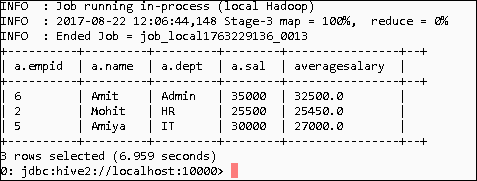 INFO  : Job running in-process (local Hadoop)
INFO  : 2017-08-22 12:06:44,148 Stage-3 map = 100%,  reduce = 0%
INFO  : Ended Job = job_local1763229136_0013
+----------+---------+---------+--------+----------------+--+
| a.empid  | a.name  | a.dept  | a.sal  | averagesalary  |
+----------+---------+---------+--------+----------------+--+
| 6        | Amit    | Admin   | 35000  | 32500.0        |
| 2        | Mohit   | HR      | 25500  | 25450.0        |
| 5        | Amiya   | IT      | 30000  | 27000.0        |
+----------+---------+---------+--------+----------------+--+
3 rows selected (6.959 seconds)
0: jdbc:hive2://localhost:10000>